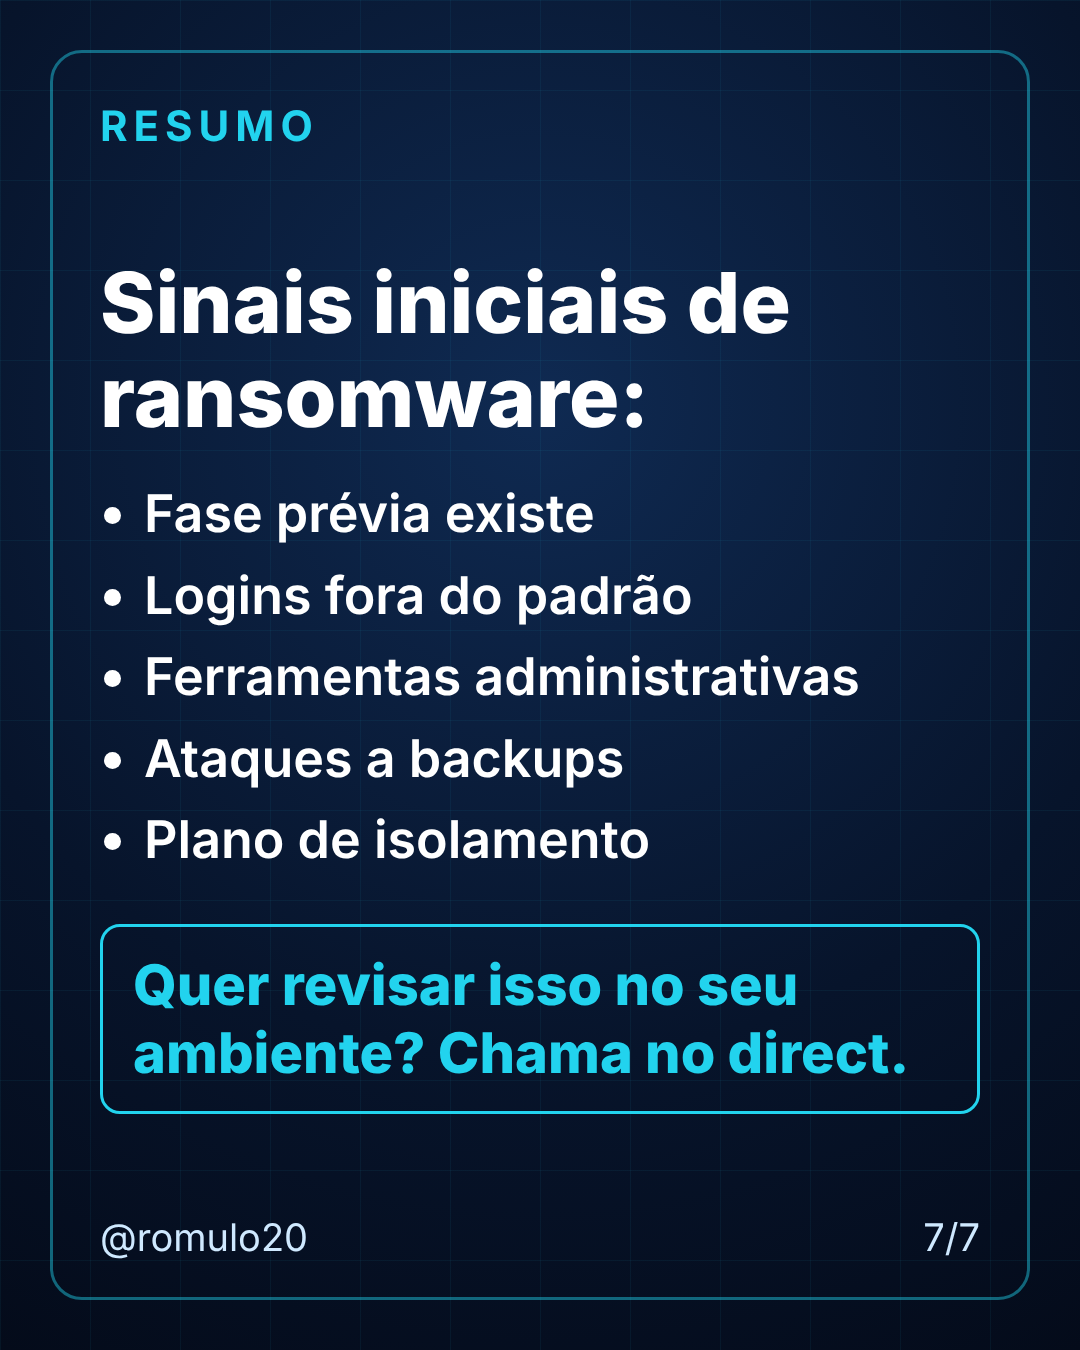 RESUMO
Sinais iniciais de
ransomware:
• Fase prévia existe
• Logins fora do padrão
• Ferramentas administrativas
• Ataques a backups
• Plano de isolamento
Quer revisar isso no seu
ambiente? Chama no direct.
@romulo20
7/7